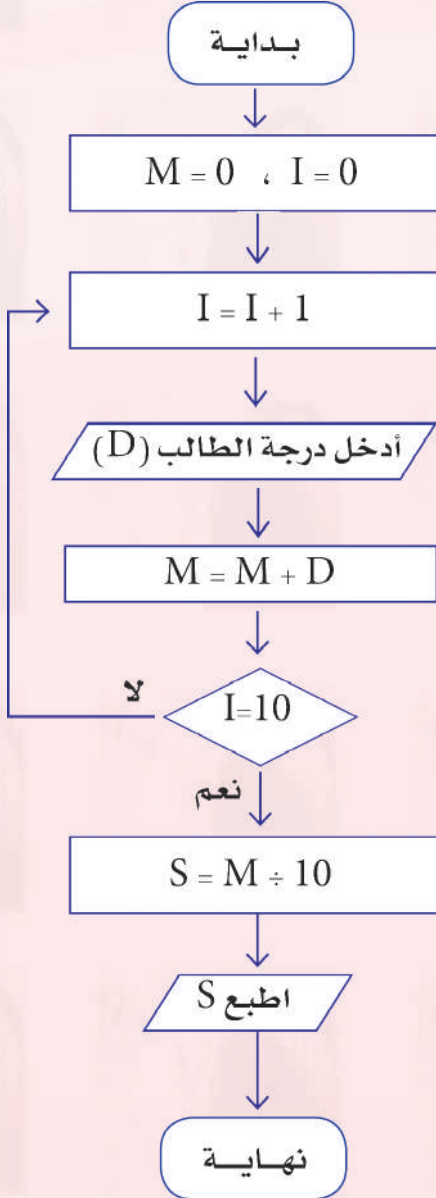 بداية
M = 0 ، I = 0
I = I + 1
أدخل درجة الطالب (D)
M = M + D
لا
I=10
نعم
S = M ÷ 10
اطبع S
نهاية